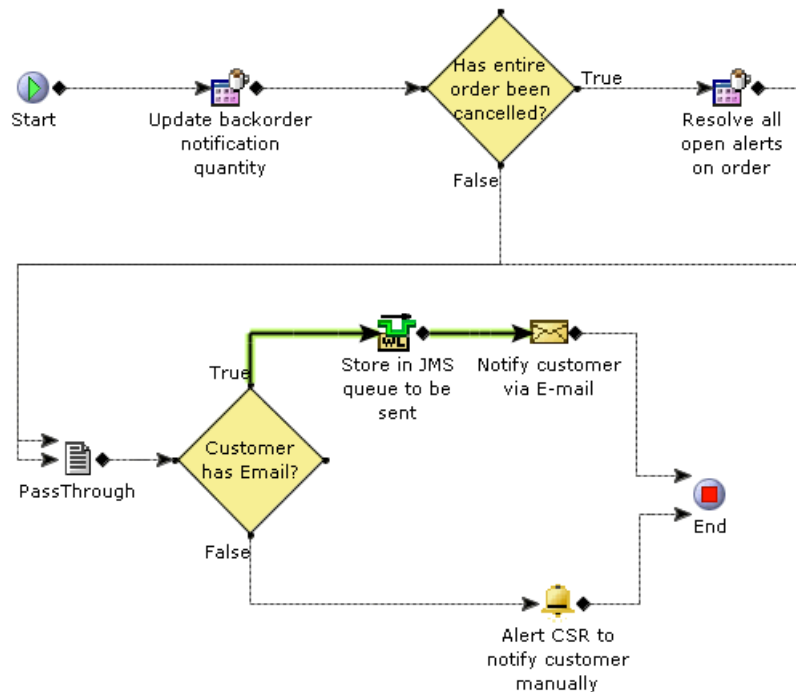 Start
Update backorder
notification
quantity
Has entire
order been
cancelled?
True
False
Resolve all
open alerts
on order
PassThrough
Customer
has Email?
True
False
WL
Store in JMS
queue to be
sent
Notify customer
via E-mail
Alert CSR to
notify customer
manually
End